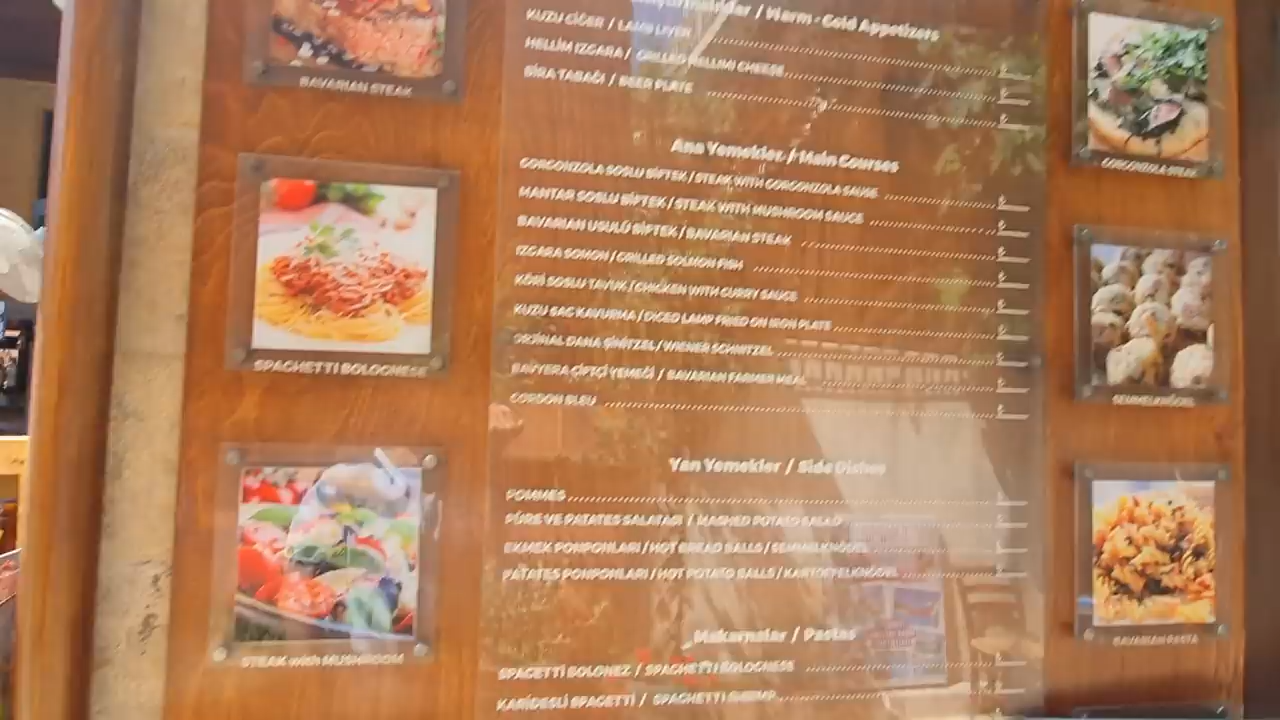 / Warm - Cold Appetizers
KUZU CİĞER / LAMB LIVER
HELLİM IZGARA / GRILLED HELLIMI CHEESE
BİRA TABAĞI / BEER PLATE
Ana Yemekler / Main Courses
GORGONZOLA SOSLU BİFTEK / STEAK WITH GORGONZOLA SAUSE
MANTAR SOSLU BİFTEK / STEAK WITH MUSHROOM SAUCE
BAVARIAN USULÜ BİFTEK / BAVARIAN STEAK
IZGARA SOMON / GRILLED SOLMON FISH
KÖRİ SOSLU TAVUK / CHICKEN WITH CURRY SAUCE
KUZU SAC KAVURMA / DICED LAMP FRIED ON IRON PLATE
ORJİNAL DANA ŞİNİTZEL / WIENER SCHNITZEL
BAVYERA ÇİFTÇİ YEMEĞİ / BAVARIAN FARMER MEAL
CORDON BLEU
Yan Yemekler / Side Dishes
POMMES
PÜRE VE PATATES SALATASI / MASHED POTATO SALAD
EKMEK PONPONLARI / HOT BREAD BALLS / SEMMELKNÖDEL
PATATES PONPONLARI / HOT POTATO BALLS / KARTOFFELKNÖDEL
Makarnalar / Pastas
SPAGETTİ BOLONEZ / SPAGHETTI BOLOGNESE
KARİDESLİ SPAGETTİ / SPAGHETTI SHRIMP
BAVARIAN STEAK
SPAGHETTI BOLOGNESE
STEAK with MUSHROOM
GORGONZOLA STEAK
SEMMELKNÖDEL
BAVARIAN PASTA